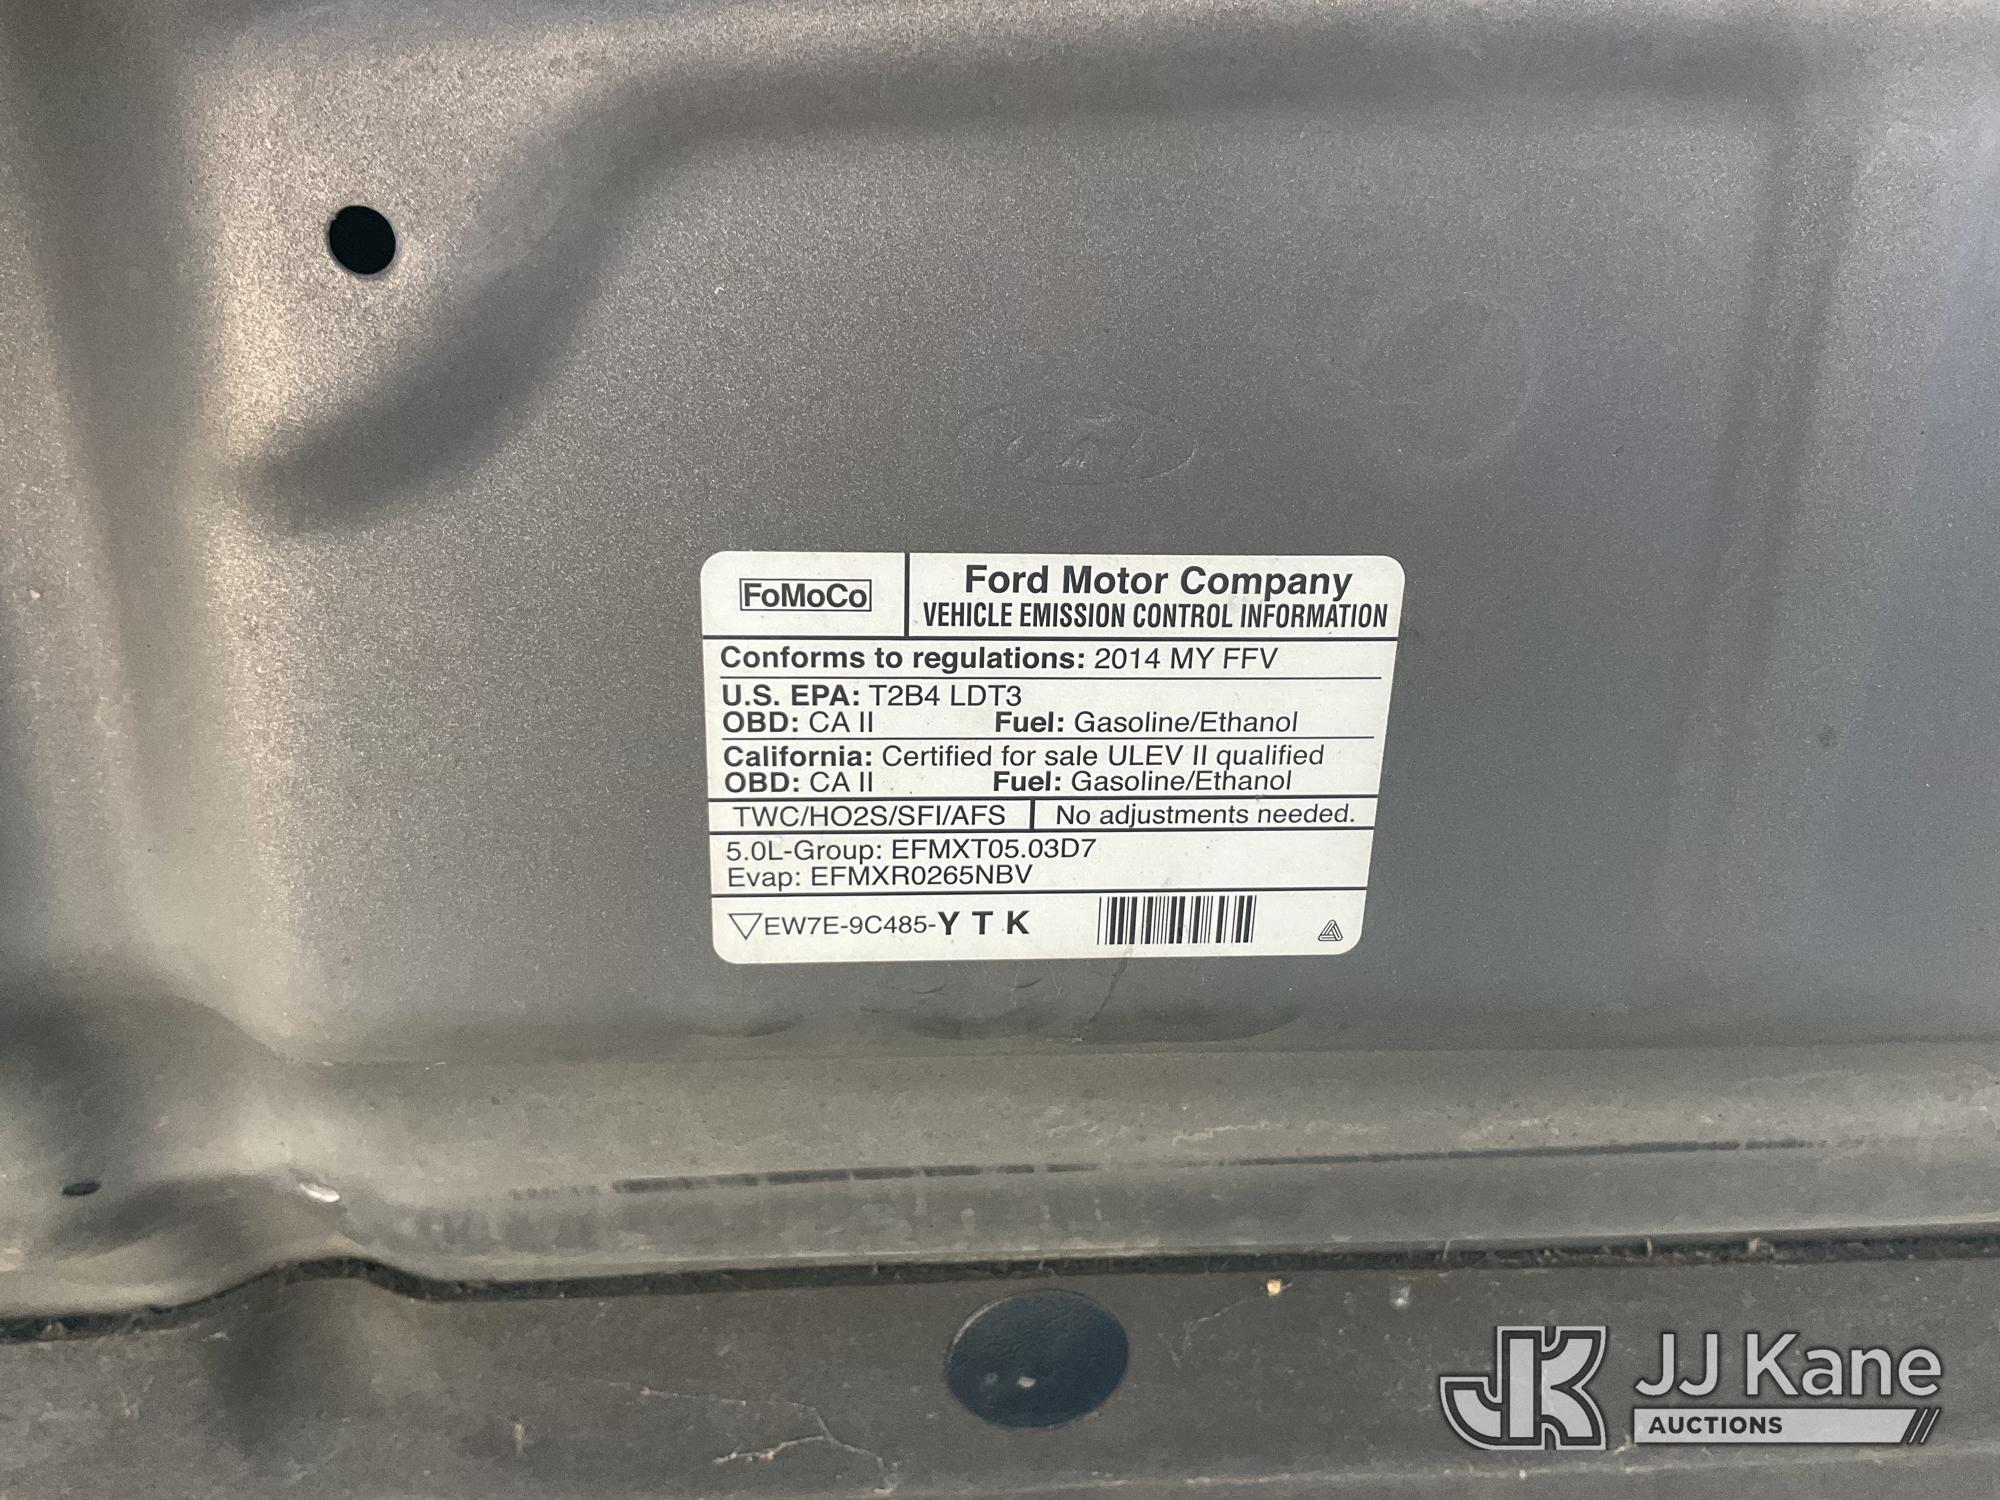 FoMoCo
Ford Motor Company
VEHICLE EMISSION CONTROL INFORMATION
Conforms to regulations: 2014 MY FFV
U.S. EPA: T2B4 LDT3
OBD: CA II Fuel: Gasoline/Ethanol
California: Certified for sale ULEV II qualified
OBD: CA II Fuel: Gasoline/Ethanol
TWC/HO2S/SFI/AFS No adjustments needed.
5.0L-Group: EFMXT05.03D7
Evap: EFMXR0265NBV
EW7E-9C485-Y T K
JK JJ Kane
AUCTIONS